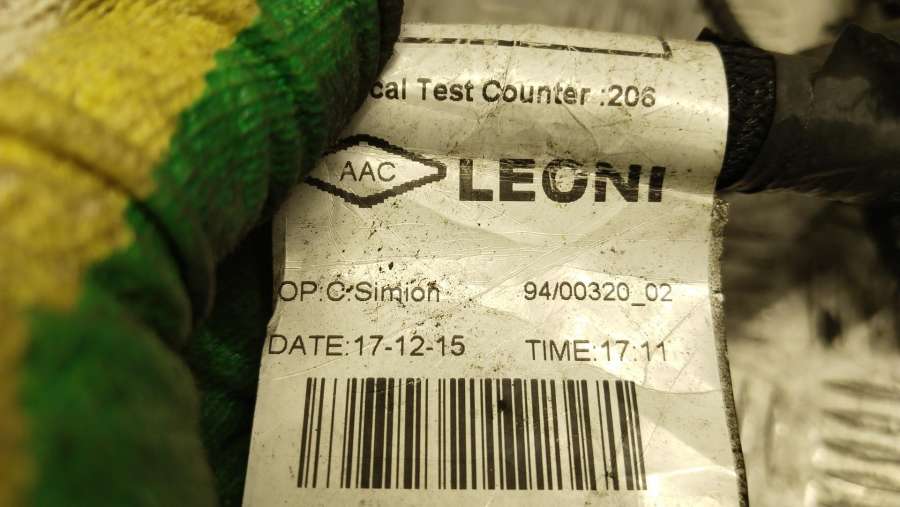 cal Test Counter :206
AAC LEONI
OP:C.Simion 94/00320_02
DATE:17-12-15 TIME:17:11